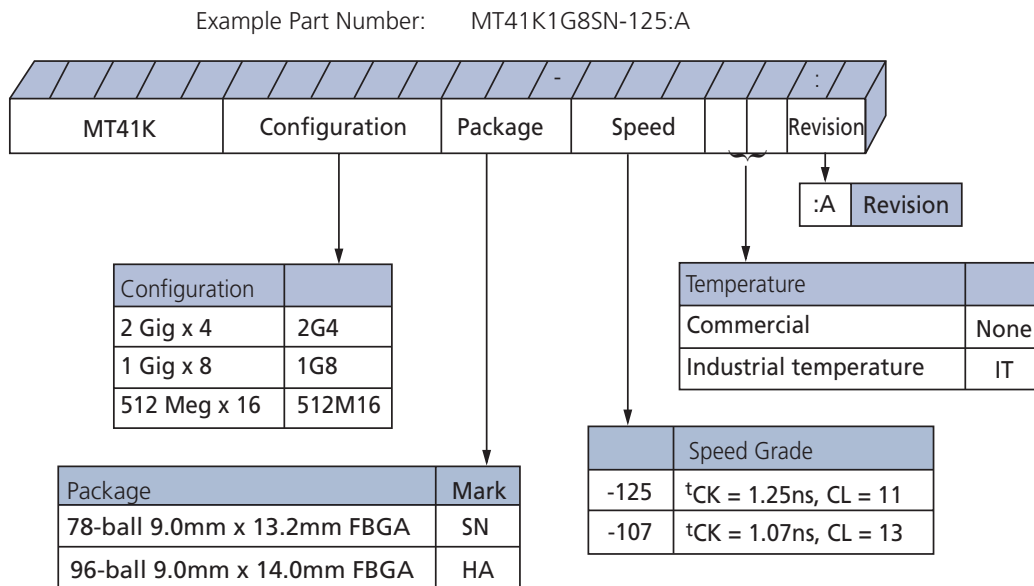 Example Part Number: MT41K1G8SN-125:A
- :
MT41K Configuration Package Speed Revision
:A Revision
Configuration
2 Gig x 4 2G4
1 Gig x 8 1G8
512 Meg x 16 512M16
Temperature
Commercial None
Industrial temperature IT
Package Mark
78-ball 9.0mm x 13.2mm FBGA SN
96-ball 9.0mm x 14.0mm FBGA HA
Speed Grade
-125 tCK = 1.25ns, CL = 11
-107 tCK = 1.07ns, CL = 13